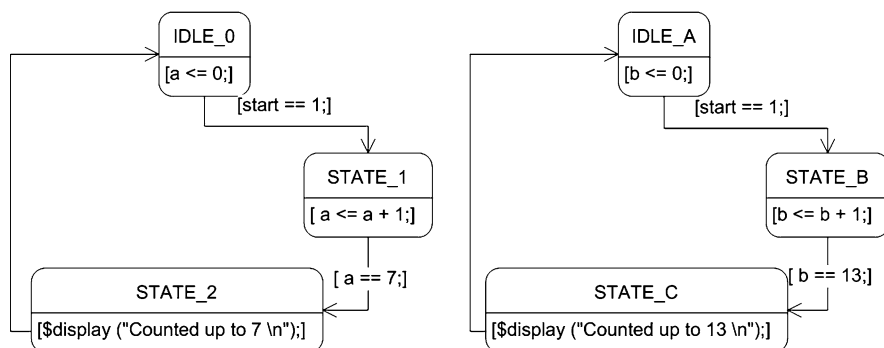 IDLE_0
[a <= 0;]
[start == 1;]
STATE_1
[ a <= a + 1;]
[ a == 7;]
STATE_2
[$display ("Counted up to 7 \n");]
IDLE_A
[b <= 0;]
[start == 1;]
STATE_B
[b <= b + 1;]
[ b == 13;]
STATE_C
[$display ("Counted up to 13 \n");]